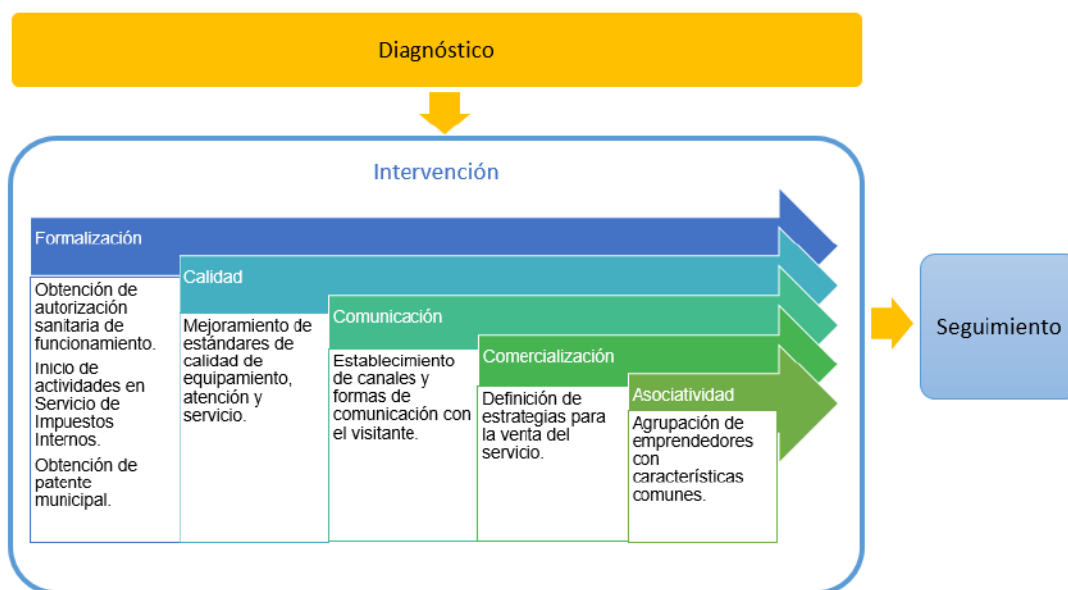 Diagnóstico
Intervención
Formalización
Obtención de
autorización
sanitaria de
funcionamiento.
Inicio de
actividades en
Servicio de
Impuestos
Internos.
Obtención de
patente
municipal.
Calidad
Mejoramiento de
estándares de
calidad de
equipamiento,
atención y
servicio.
Comunicación
Establecimiento
de canales y
formas de
comunicación con
el visitante.
Comercialización
Definición de
estrategias para
la venta del
servicio.
Asociatividad
Agrupación de
emprendedores
con
características
comunes.
Seguimiento